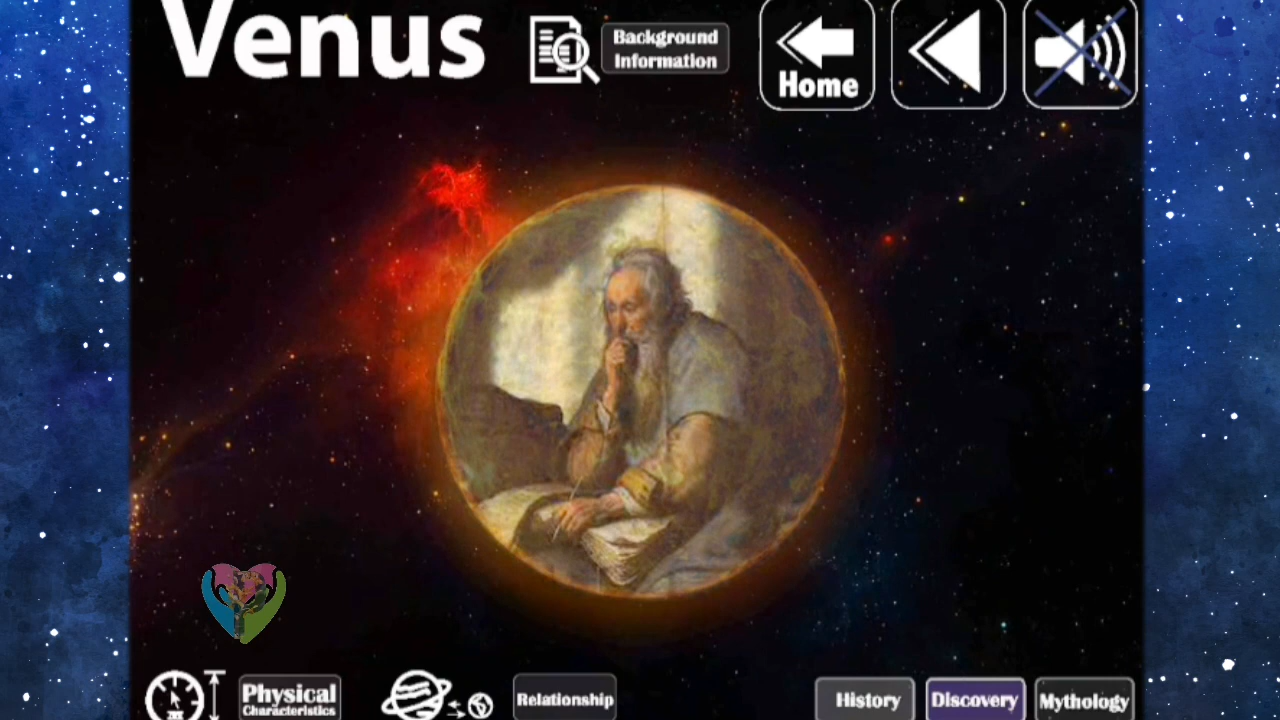 Venus
Background
Information
Home
Physical
Characteristics
Relationship
History
Discovery
Mythology